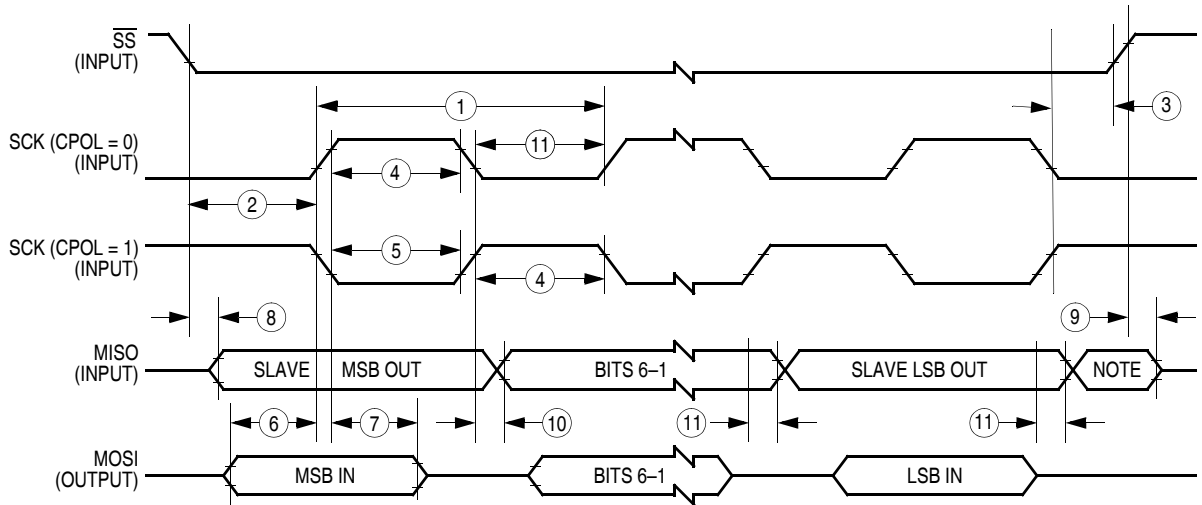 SS
(INPUT)
1
3
SCK (CPOL = 0)
(INPUT)
11
4
2
SCK (CPOL = 1)
(INPUT)
5
4
8
9
MISO
(INPUT)
SLAVE MSB OUT
BITS 6–1
SLAVE LSB OUT
NOTE
6
7
10
11
11
MOSI
(OUTPUT)
MSB IN
BITS 6–1
LSB IN